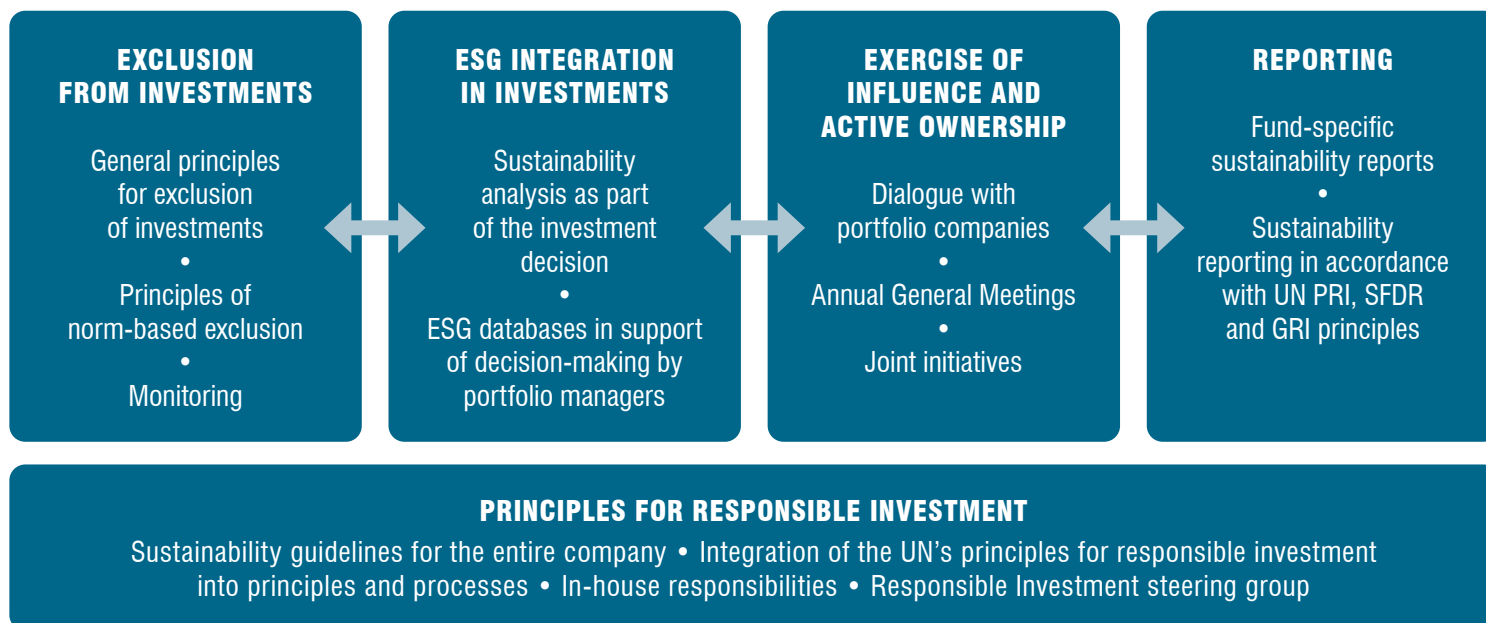 EXCLUSION
FROM INVESTMENTS
General principles
for exclusion
of investments
•
Principles of
norm-based exclusion
•
Monitoring
ESG INTEGRATION
IN INVESTMENTS
Sustainability
analysis as part
of the investment
decision
•
ESG databases in support
of decision-making by
portfolio managers
EXERCISE OF
INFLUENCE AND
ACTIVE OWNERSHIP
Dialogue with
portfolio companies
•
Annual General Meetings
•
Joint initiatives
REPORTING
Fund-specific
sustainability reports
•
Sustainability
reporting in accordance
with UN PRI, SFDR
and GRI principles
PRINCIPLES FOR RESPONSIBLE INVESTMENT
Sustainability guidelines for the entire company • Integration of the UN’s principles for responsible investment
into principles and processes • In-house responsibilities • Responsible Investment steering group